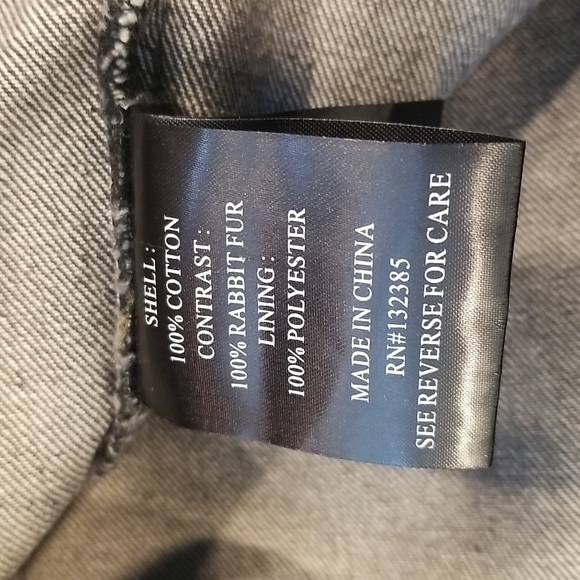 SHELL :
100% COTTON
CONTRAST :
100% RABBIT FUR
LINING :
100% POLYESTER
MADE IN CHINA
RN#132385
SEE REVERSE FOR CARE